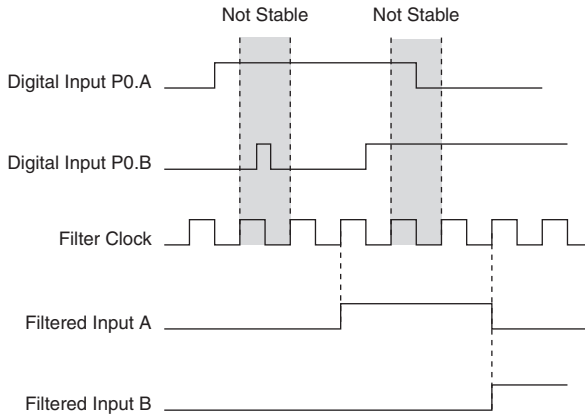 Not Stable Not Stable
Digital Input P0.A
Digital Input P0.B
Filter Clock
Filtered Input A
Filtered Input B